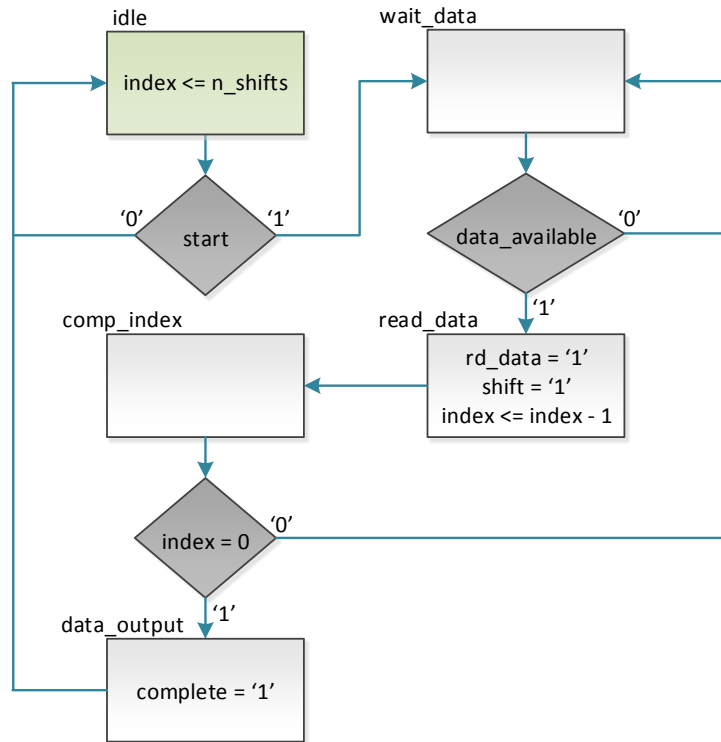 idle
index <= n_shifts
‘0’
‘1’
start
wait_data
data_available
‘0’
‘1’
read_data
rd_data = ‘1’
shift = ‘1’
index <= index - 1
comp_index
index = 0
‘0’
‘1’
data_output
complete = ‘1’